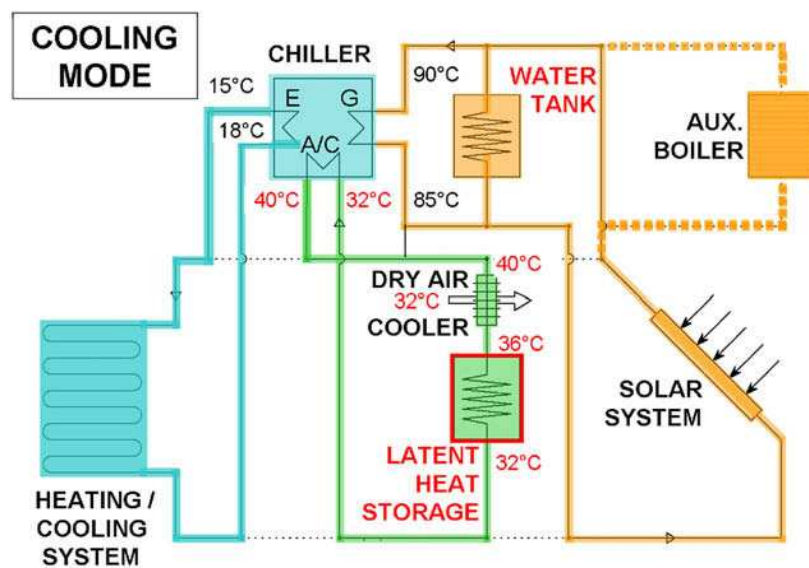 COOLING
MODE
CHILLER
15°C
90°C
WATER
TANK
E G
18°C
A/C
AUX.
BOILER
40°C 32°C 85°C
40°C
DRY AIR
32°C
COOLER
36°C
SOLAR
SYSTEM
LATENT
HEAT
STORAGE
32°C
HEATING /
COOLING
SYSTEM